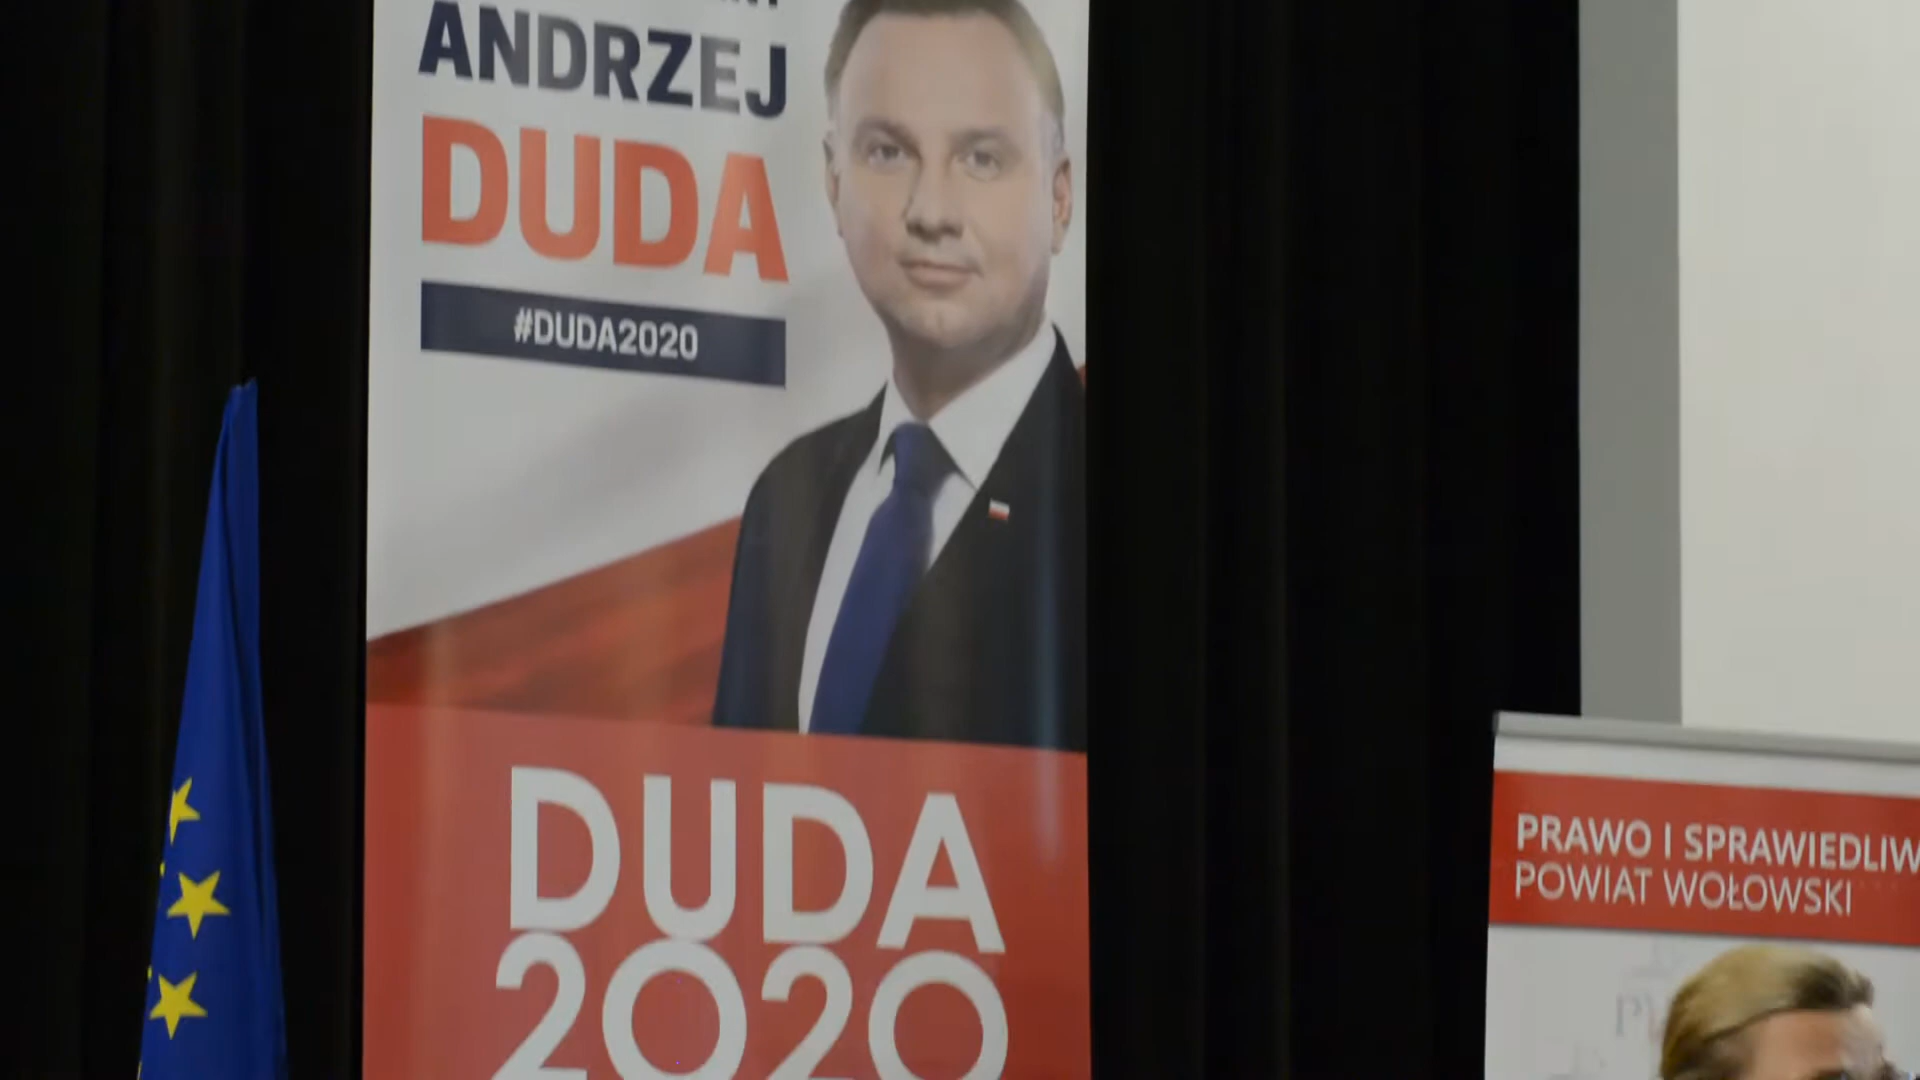 ANDRZEJ
DUDA
#DUDA2020
DUDA
2020
PRAWO I SPRAWIEDLIW
POWIAT WOŁOWSKI